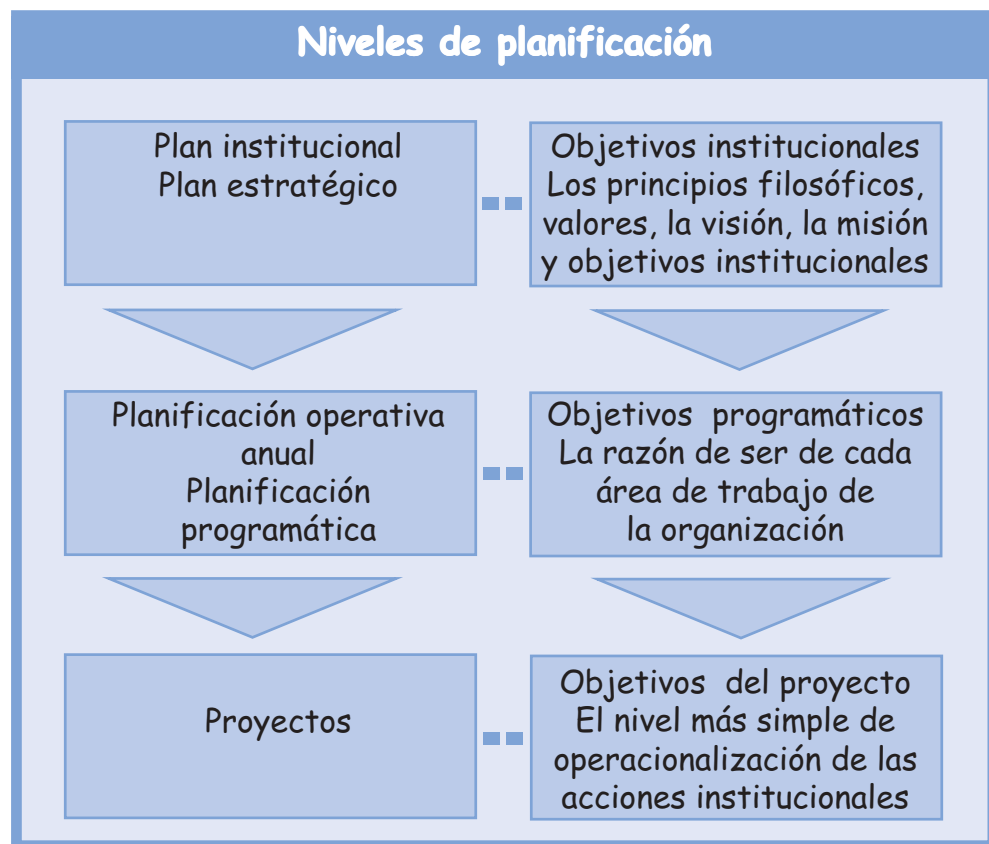 Niveles de planificación
Plan institucional
Plan estratégico
Objetivos institucionales
Los principios filosóficos,
valores, la visión, la misión
y objetivos institucionales
Planificación operativa
anual
Planificación
programática
Objetivos programáticos
La razón de ser de cada
área de trabajo de
la organización
Proyectos
Objetivos del proyecto
El nivel más simple de
operacionalización de las
acciones institucionales